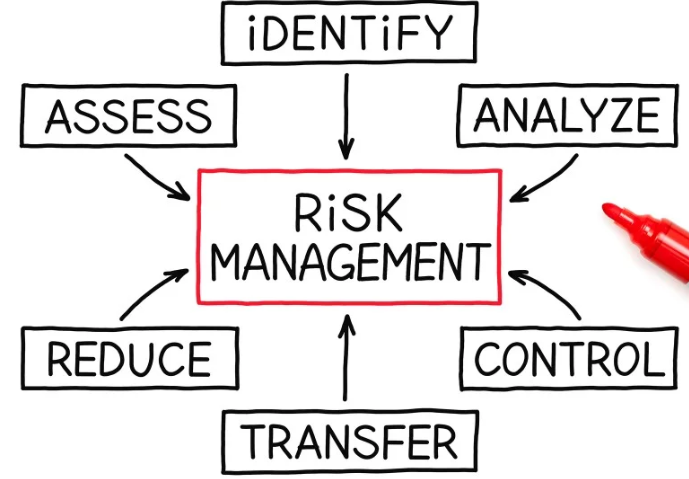 iDENTiFY
ASSESS
ANALYZE
RiSK
MANAGEMENT
REDUCE
CONTROL
TRANSFER